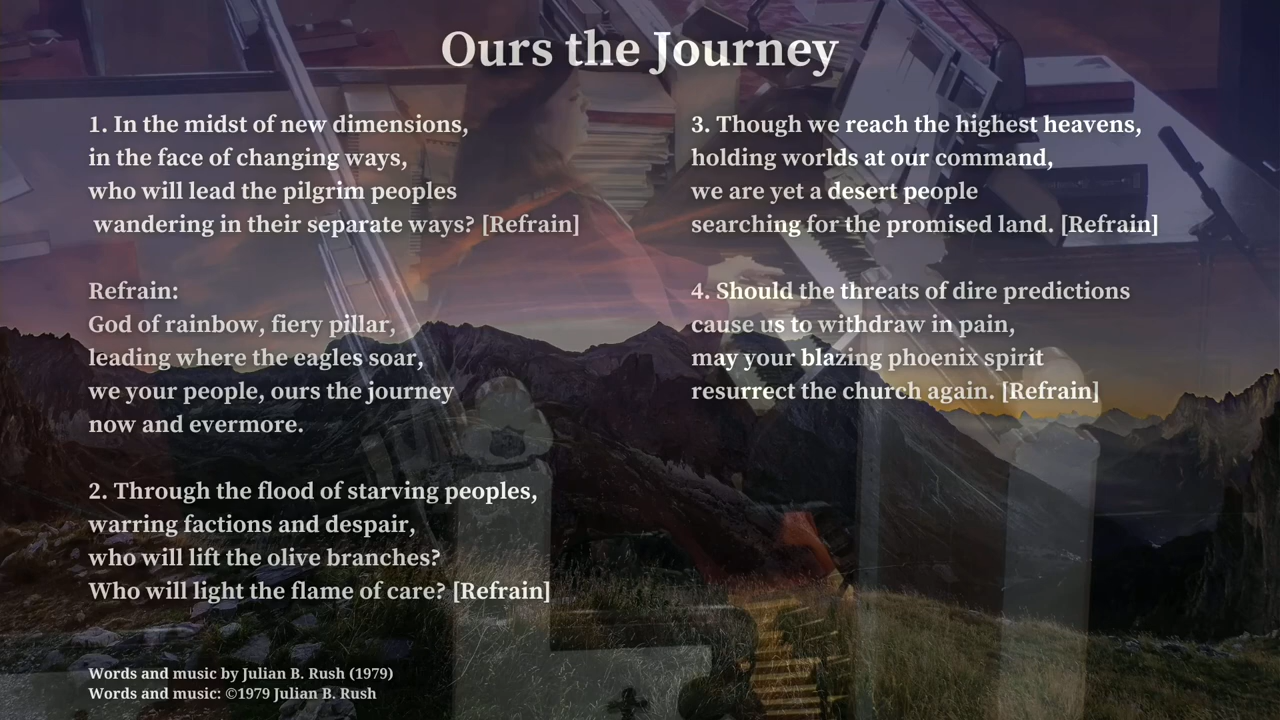 Ours the Journey
1. In the midst of new dimensions,
in the face of changing ways,
who will lead the pilgrim peoples
wandering in their separate ways? [Refrain]
Refrain:
God of rainbow, fiery pillar,
leading where the eagles soar,
we your people, ours the journey
now and evermore.
2. Through the flood of starving peoples,
warring factions and despair,
who will lift the olive branches?
Who will light the flame of care? [Refrain]
3. Though we reach the highest heavens,
holding worlds at our command,
we are yet a desert people
searching for the promised land. [Refrain]
4. Should the threats of dire predictions
cause us to withdraw in pain,
may your blazing phoenix spirit
resurrect the church again. [Refrain]
Words and music by Julian B. Rush (1979)
Words and music: ©1979 Julian B. Rush